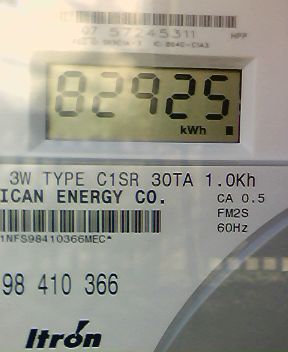 97 57245311 HPP
82925
kWh
3W TYPE C1SR 30TA 1.0Kh
ICAN ENERGY CO.
CA 0.5
FM2S
60Hz
1NFS98410366MEC*
98 410 366
Itron